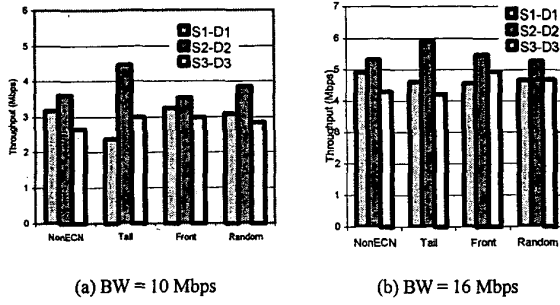 6
5
4
3
2
1
0
Throughput (Mbps)
S1-D1
S2-D2
S3-D3
NonECN
Tail
Front
Random
(a) BW = 10 Mbps
7
6
5
4
3
2
1
0
Throughput (Mbps)
S1-D1
S2-D2
S3-D3
NonECN
Tail
Front
Random
(b) BW = 16 Mbps